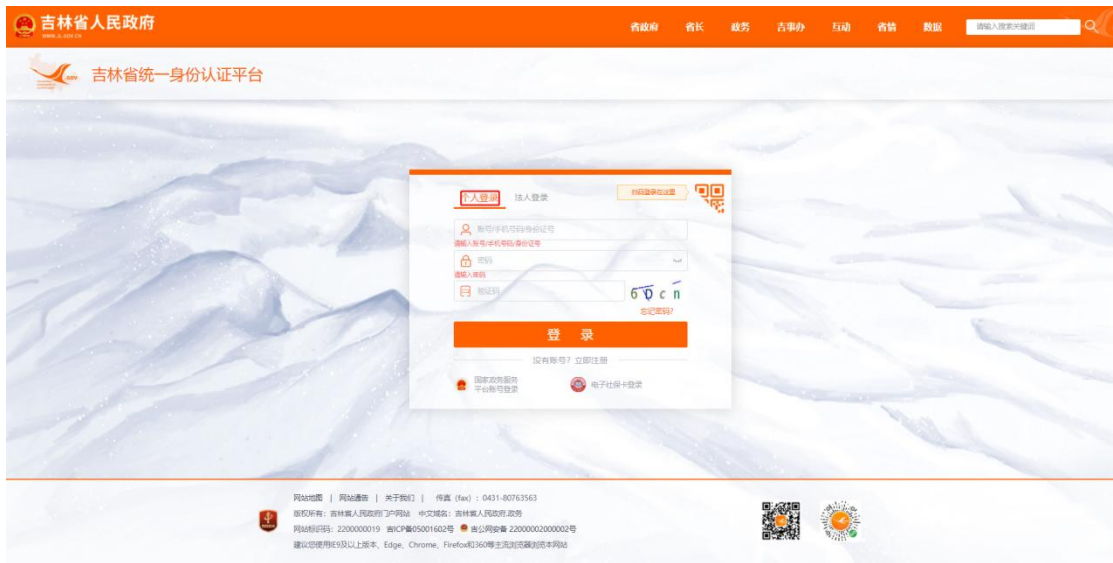 吉林省人民政府
WWW.JL.GOV.CN
省政府 省长 政务 吉事办 互动 省情 数据 请输入搜索关键词
.GOV 吉林省统一身份认证平台
个人登录 法人登录 扫码登录在这里
账号/手机号码/身份证号
请输入账号/手机号码/身份证号
密码
请输入密码
验证码 6Dcn
忘记密码?
登 录
没有账号? 立即注册
国家政务服务
平台账号登录
电子社保卡登录
网站地图 | 网站通告 | 关于我们 | 传真 (fax) : 0431-80763563
版权所有: 吉林省人民政府门户网站 中文域名: 吉林省人民政府.政务
网站标识码: 2200000019 吉ICP备05001602号 吉公网安备 22000002000002号
建议您使用IE9及以上版本、Edge、Chrome、Firefox和360等主流浏览器浏览本网站